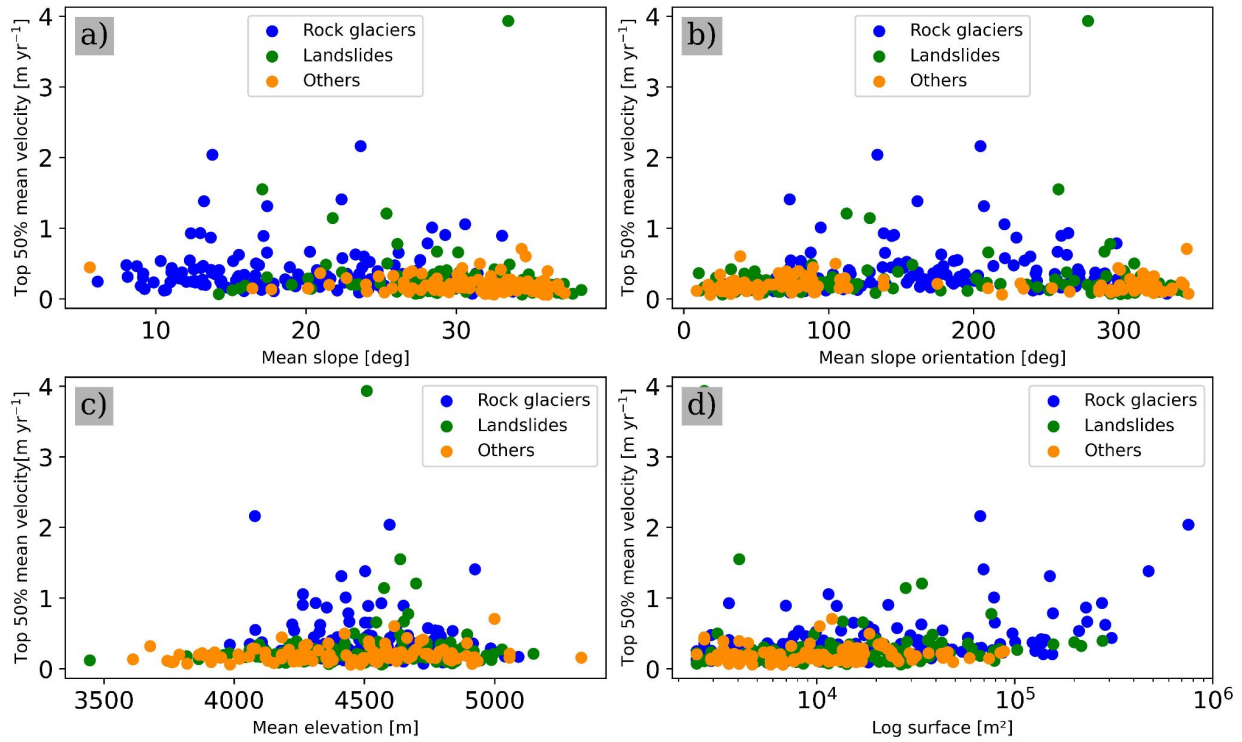 a)
Rock glaciers
Landslides
Others
Top 50% mean velocity [m yr⁻¹]
4
3
2
1
0
10 20 30
Mean slope [deg]
b)
Rock glaciers
Landslides
Others
Top 50% mean velocity [m yr⁻¹]
4
3
2
1
0
0 100 200 300
Mean slope orientation [deg]
c)
Rock glaciers
Landslides
Others
Top 50% mean velocity[m yr⁻¹]
4
3
2
1
0
3500 4000 4500 5000
Mean elevation [m]
d)
Rock glaciers
Landslides
Others
Top 50% mean velocity [m yr⁻¹]
4
3
2
1
0
10⁴ 10⁵ 10⁶
Log surface [m²]